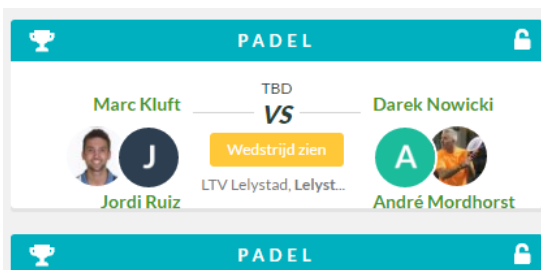 PADEL
TBD
Marc Kluft
VS
Darek Nowicki
J
Wedstrijd zien
A
LTV Lelystad, Lelyst...
Jordi Ruiz
André Mordhorst
PADEL